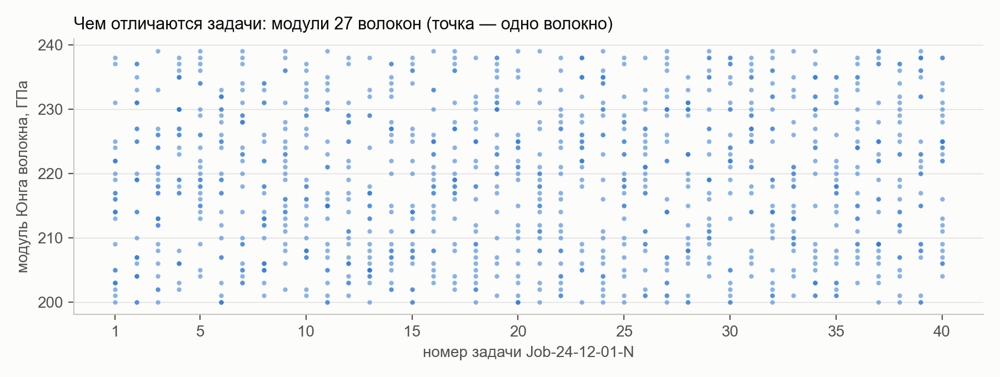 Чем отличаются задачи: модули 27 волокон (точка — одно волокно)
модуль Юнга волокна, ГПа
240
230
220
210
200
1 5 10 15 20 25 30 35 40
номер задачи Job-24-12-01-N